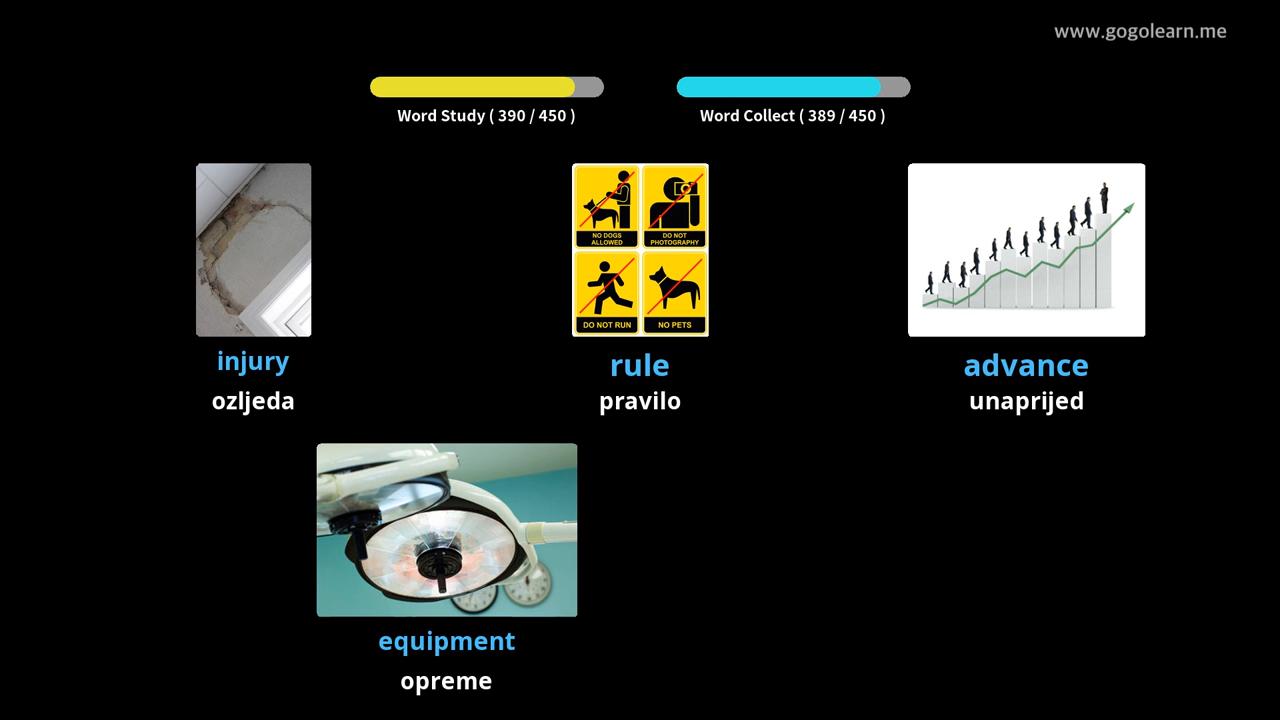 www.gogolearn.me
Word Study ( 390 / 450 )
Word Collect ( 389 / 450 )
NO DOGS
ALLOWED
DO NOT
PHOTOGRAPHY
DO NOT RUN
NO PETS
injury
rule
advance
ozljeda
pravilo
unaprijed
equipment
opreme